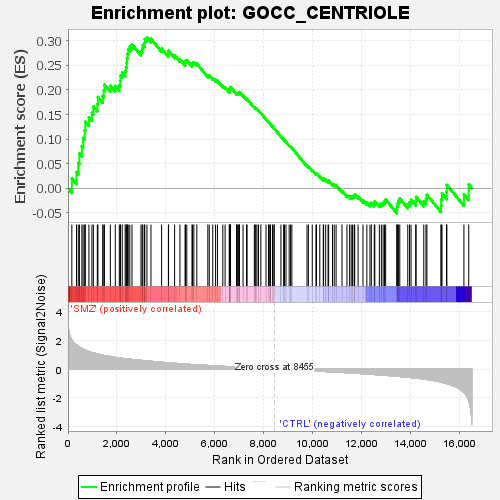 Enrichment plot: GOCC_CENTRIOLE
Enrichment score (ES)
0.30
0.25
0.20
0.15
0.10
0.05
0.00
-0.05
Ranked list metric (Signal2Noise)
'SMZ' (positively correlated)
4
2
0
-2
-4
Zero cross at 8455
'CTRL' (negatively correlated)
0 2,000 4,000 6,000 8,000 10,000 12,000 14,000 16,000
Rank in Ordered Dataset
Enrichment profile Hits Ranking metric scores